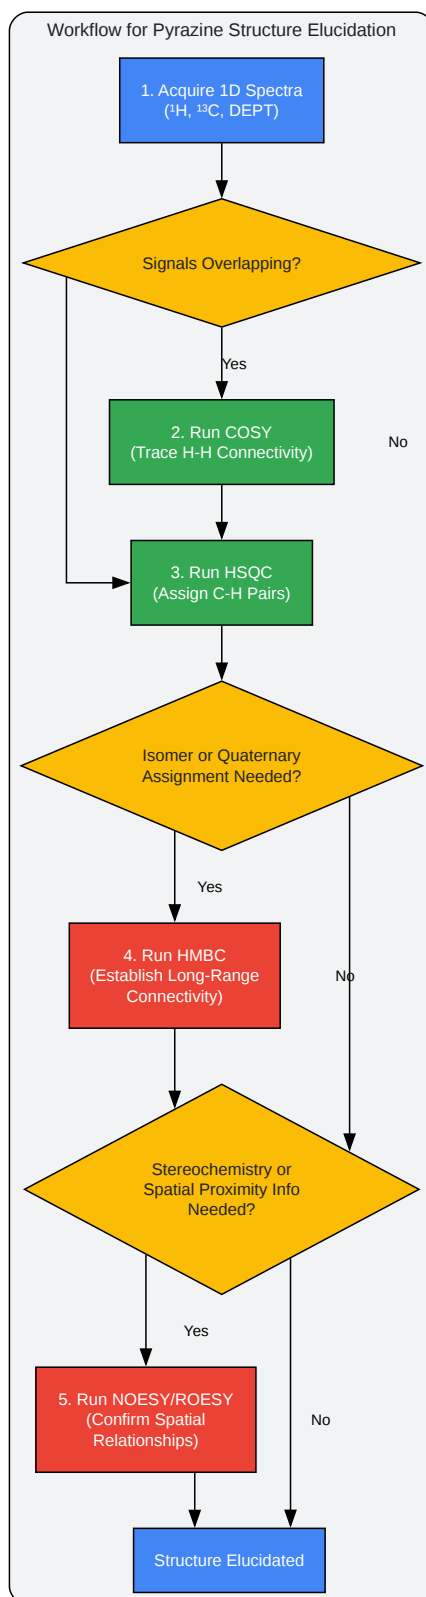 Workflow for Pyrazine Structure Elucidation
1. Acquire 1D Spectra
(¹H, ¹³C, DEPT)
Signals Overlapping?
Yes
2. Run COSY
(Trace H-H Connectivity)
No
3. Run HSQC
(Assign C-H Pairs)
Isomer or Quaternary
Assignment Needed?
Yes
4. Run HMBC
(Establish Long-Range
Connectivity)
No
Stereochemistry or
Spatial Proximity Info
Needed?
Yes
5. Run NOESY/ROESY
(Confirm Spatial
Relationships)
No
Structure Elucidated